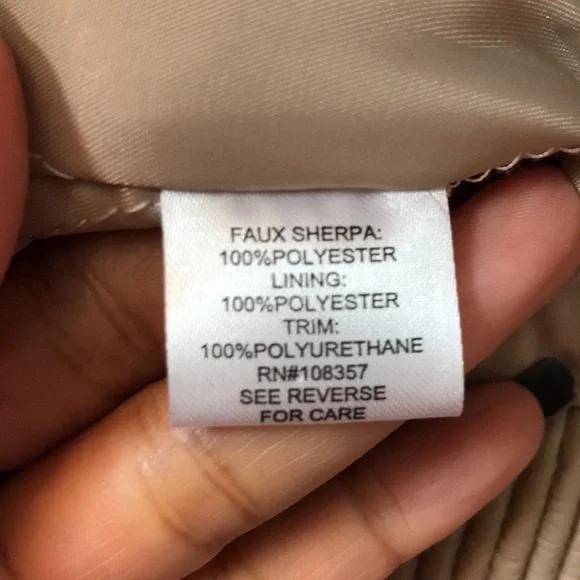 FAUX SHERPA:
100%POLYESTER
LINING:
100%POLYESTER
TRIM:
100%POLYURETHANE
RN#108357
SEE REVERSE
FOR CARE